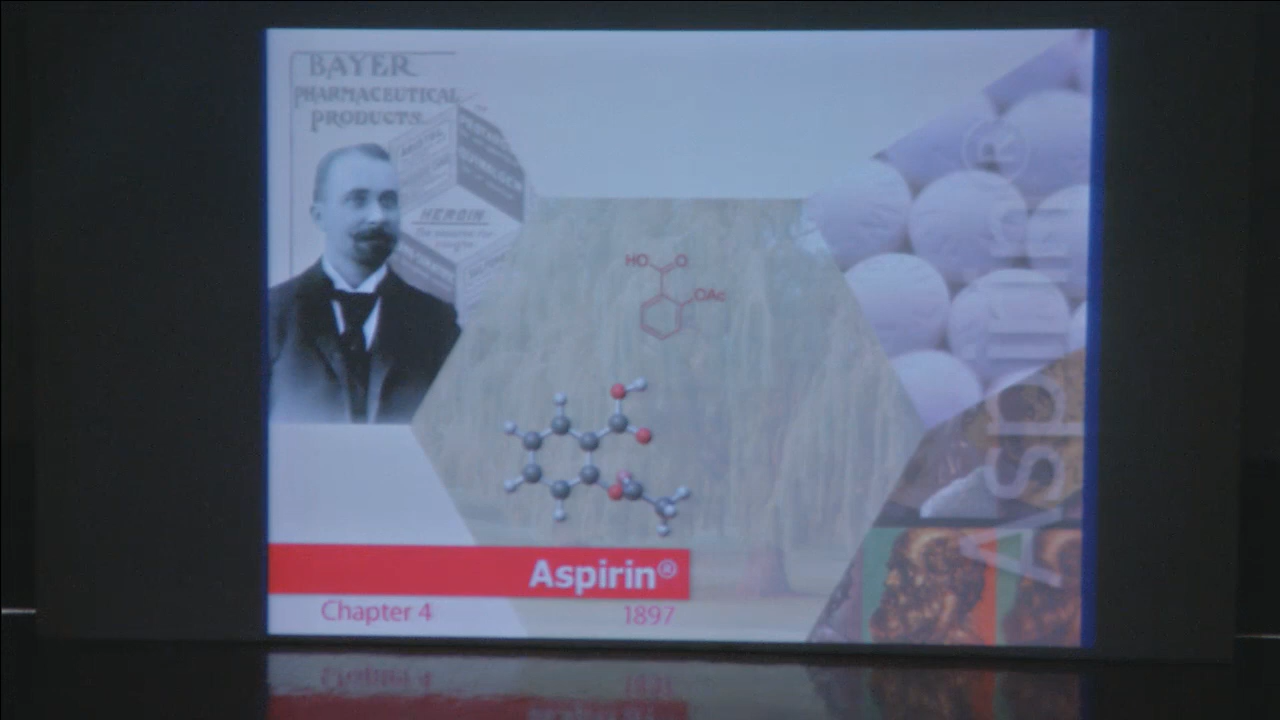 BAYER
PHARMACEUTICAL
PRODUCTS.
HEROIN
HO
O
OAc
Aspirin®
Aspirin®
Chapter 4
1897